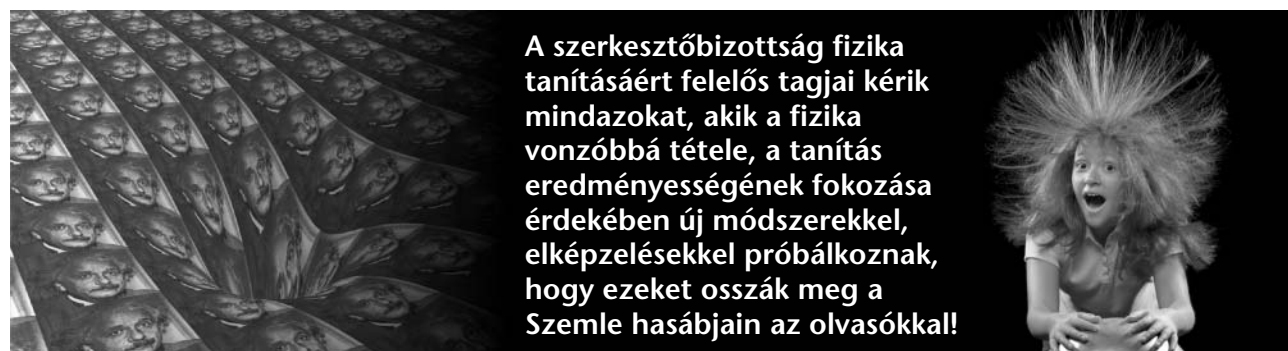 A szerkesztőbizottság fizika
tanításáért felelős tagjai kérik
mindazokat, akik a fizika
vonzóbbá tétele, a tanítás
eredményességének fokozása
érdekében új módszerekkel,
elképzelésekkel próbálkoznak,
hogy ezeket osszák meg a
Szemle hasábjain az olvasókkal!